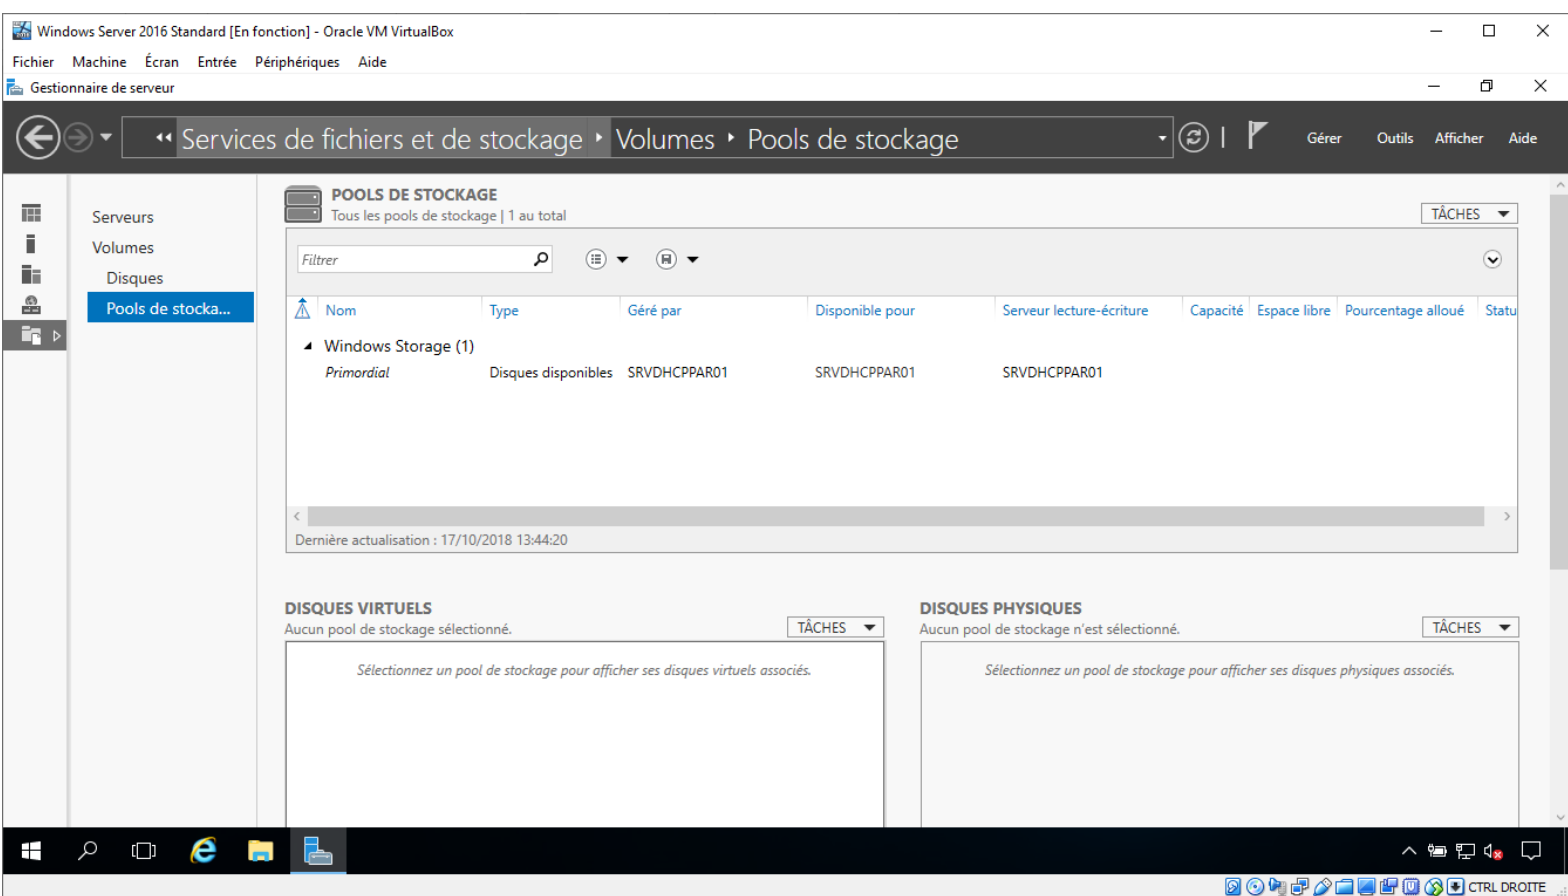 Windows Server 2016 Standard [En fonction] - Oracle VM VirtualBox
Fichier Machine Écran Entrée Périphériques Aide
Gestionnaire de serveur
Services de fichiers et de stockage Volumes Pools de stockage
Gérer Outils Afficher Aide
Serveurs
Volumes
Disques
Pools de stocka...
POOLS DE STOCKAGE
Tous les pools de stockage | 1 au total
TÂCHES
Filtrer
Nom Type Géré par Disponible pour Serveur lecture-écriture Capacité Espace libre Pourcentage alloué Statu
Windows Storage (1)
Primordial Disques disponibles SRVDHCPPAR01 SRVDHCPPAR01 SRVDHCPPAR01
Dernière actualisation : 17/10/2018 13:44:20
DISQUES VIRTUELS
Aucun pool de stockage sélectionné.
TÂCHES
Sélectionnez un pool de stockage pour afficher ses disques virtuels associés.
DISQUES PHYSIQUES
Aucun pool de stockage n'est sélectionné.
TÂCHES
Sélectionnez un pool de stockage pour afficher ses disques physiques associés.
CTRL DROITE